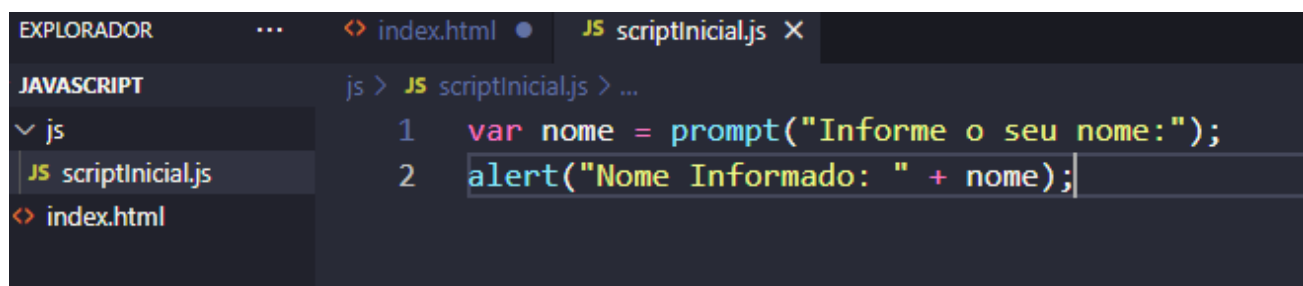 EXPLORADOR ... <> index.html ● JS scriptInicial.js ×
JAVASCRIPT js > JS scriptInicial.js > ...
js 1 var nome = prompt("Informe o seu nome:");
JS scriptInicial.js 2 alert("Nome Informado: " + nome);
<> index.html